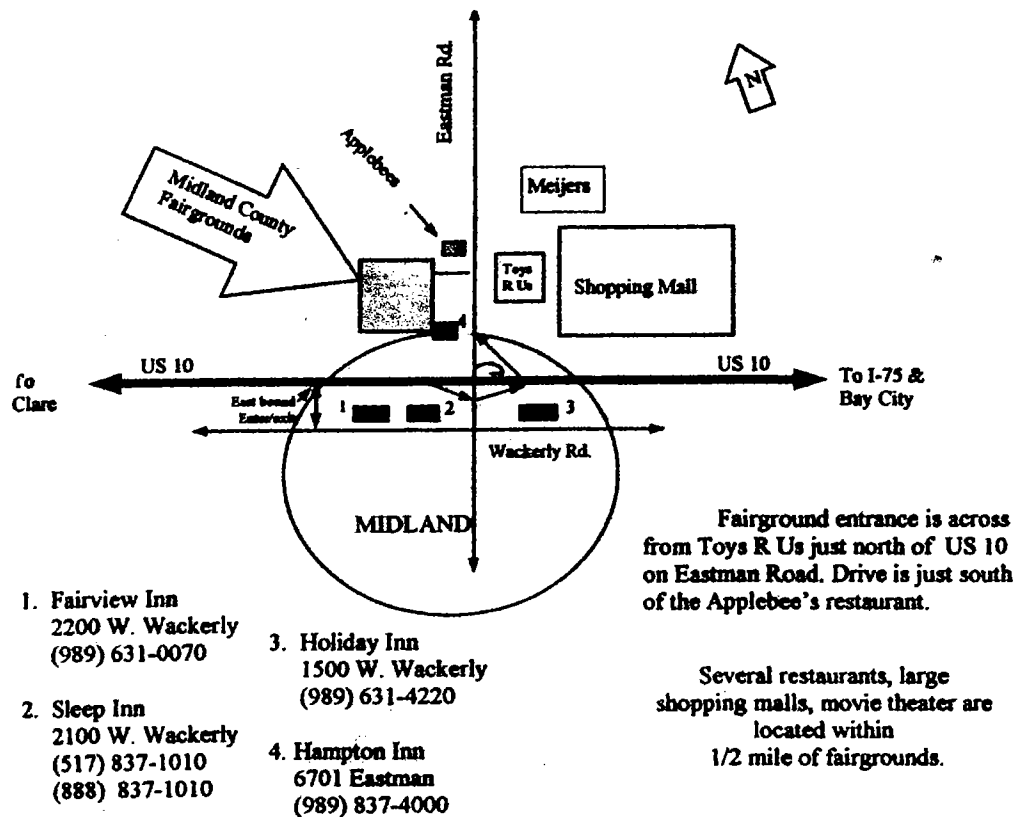 Eastman Rd.
N
Applebees
Midland County
Fairgrounds
Meijers
Toys
R Us
Shopping Mall
4
US 10
US 10
To
Clare
To I-75 &
Bay City
East bound
Enter/exit
1
2
3
Wackerly Rd.
MIDLAND
Fairground entrance is across
from Toys R Us just north of US 10
on Eastman Road. Drive is just south
of the Applebee's restaurant.
Several restaurants, large
shopping malls, movie theater are
located within
1/2 mile of fairgrounds.
1. Fairview Inn
2200 W. Wackerly
(989) 631-0070
2. Sleep Inn
2100 W. Wackerly
(517) 837-1010
(888) 837-1010
3. Holiday Inn
1500 W. Wackerly
(989) 631-4220
4. Hampton Inn
6701 Eastman
(989) 837-4000